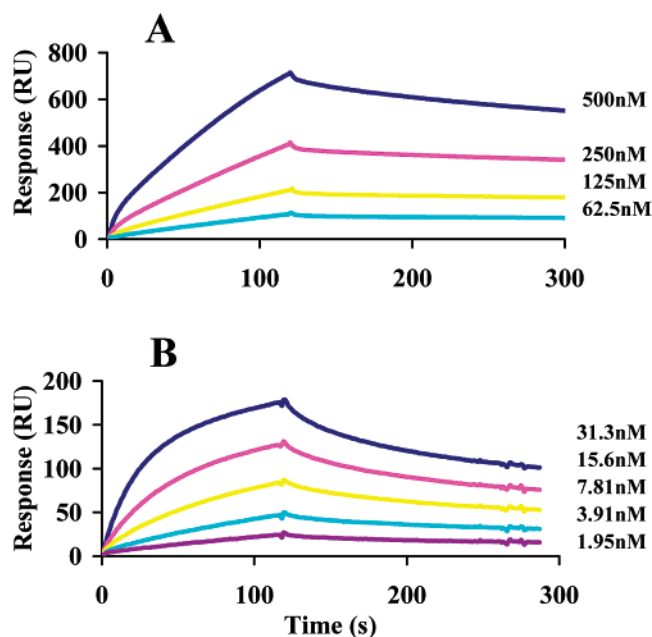 A
Response (RU)
800
600
400
200
0
0 100 200 300
500nM
250nM
125nM
62.5nM
B
Response (RU)
200
150
100
50
0
0 100 200 300
Time (s)
31.3nM
15.6nM
7.81nM
3.91nM
1.95nM